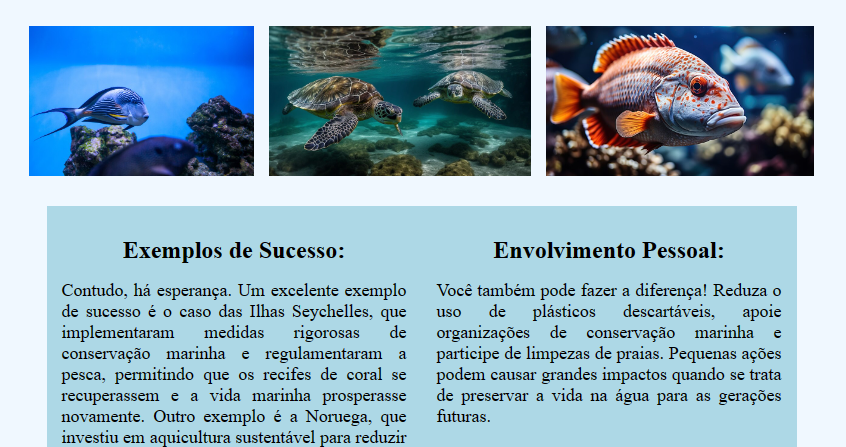 Exemplos de Sucesso:
Contudo, há esperança. Um excelente exemplo
de sucesso é o caso das Ilhas Seychelles, que
implementaram medidas rigorosas de
conservação marinha e regulamentaram a
pesca, permitindo que os recifes de coral se
recuperassem e a vida marinha prosperasse
novamente. Outro exemplo é a Noruega, que
investiu em aquicultura sustentável para reduzir
Envolvimento Pessoal:
Você também pode fazer a diferença! Reduza o
uso de plásticos descartáveis, apoie
organizações de conservação marinha e
participe de limpezas de praias. Pequenas ações
podem causar grandes impactos quando se trata
de preservar a vida na água para as gerações
futuras.